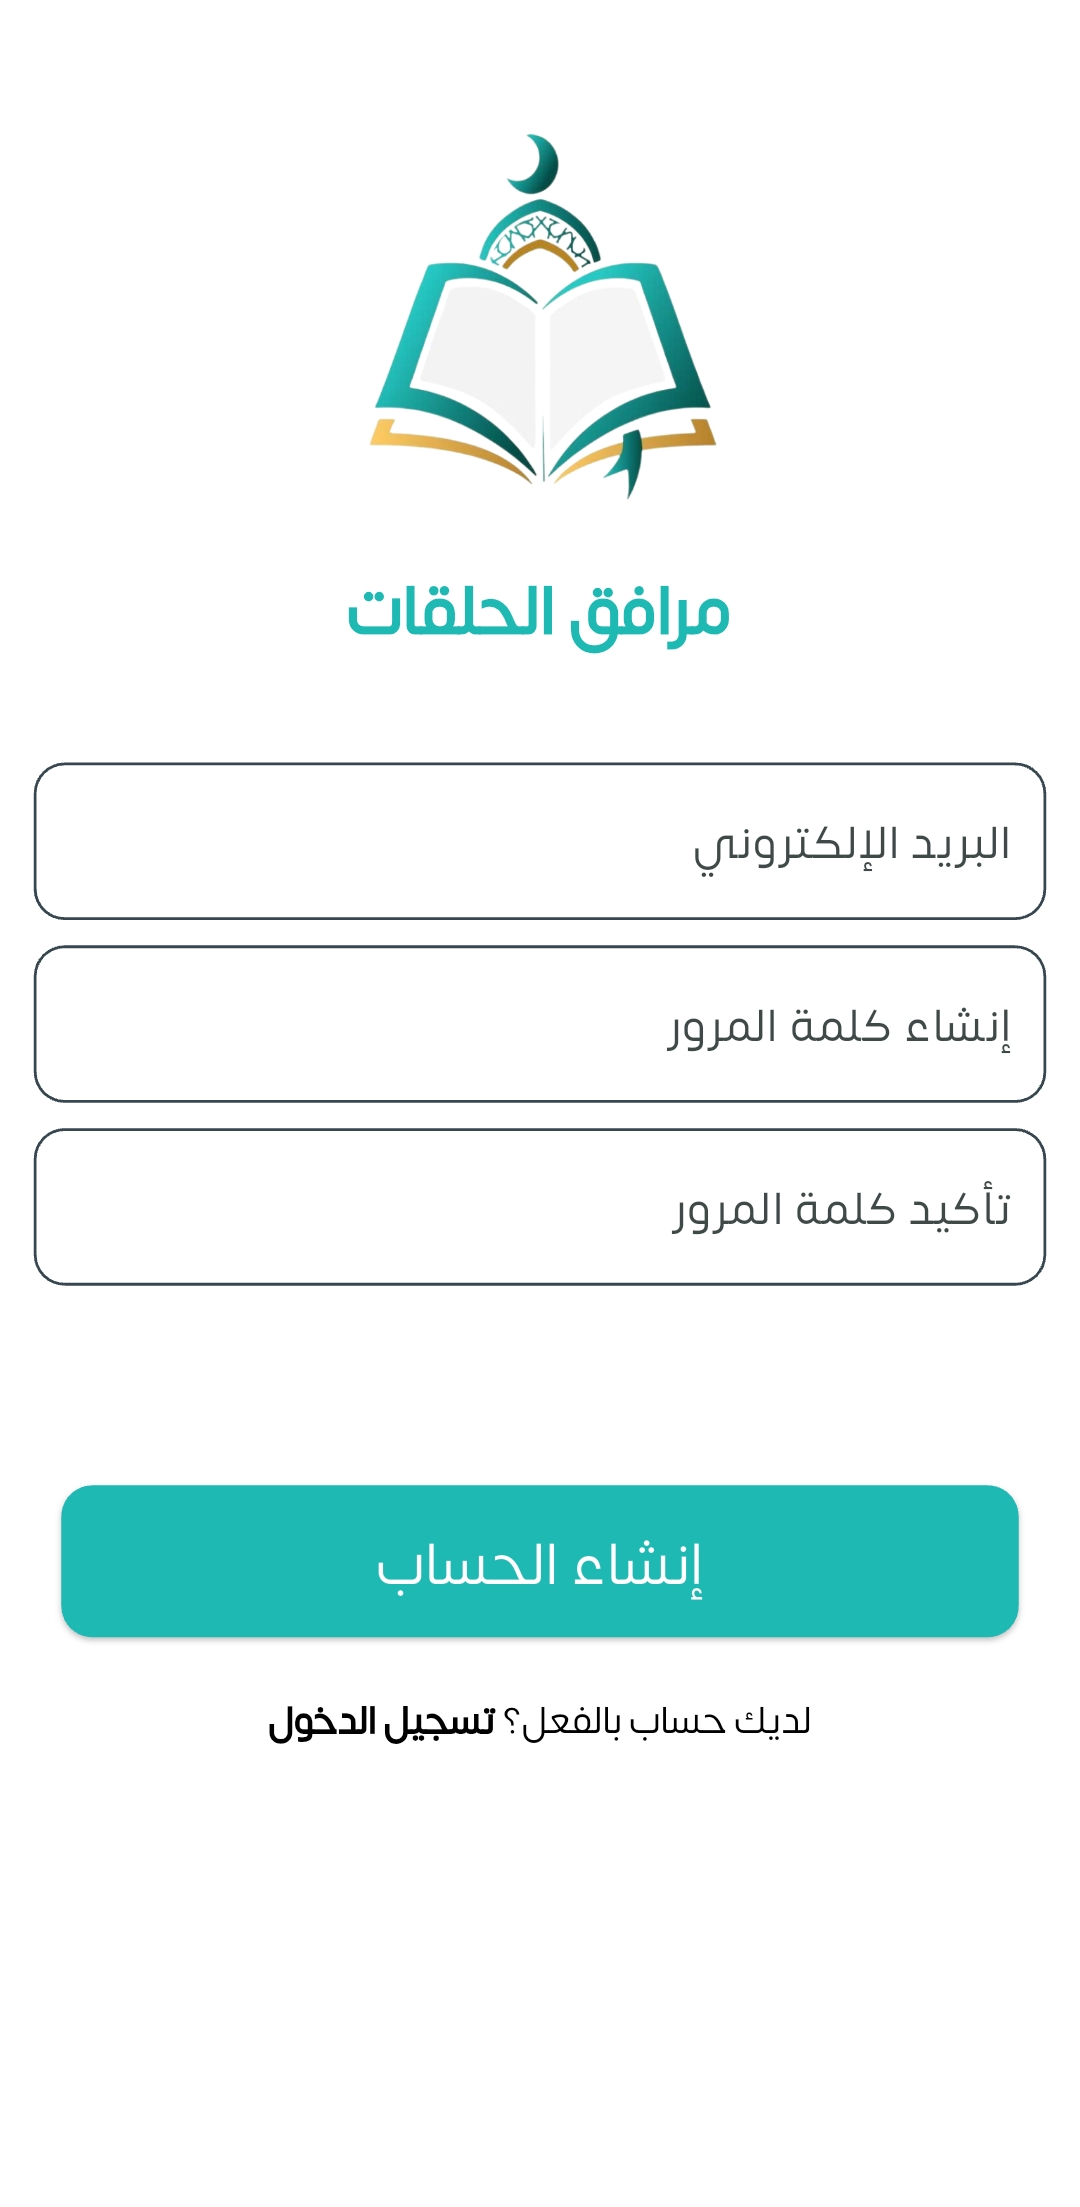 مرافق الحلقات
البريد الإلكتروني
إنشاء كلمة المرور
تأكيد كلمة المرور
إنشاء الحساب
لديك حساب بالفعل؟ تسجيل الدخول